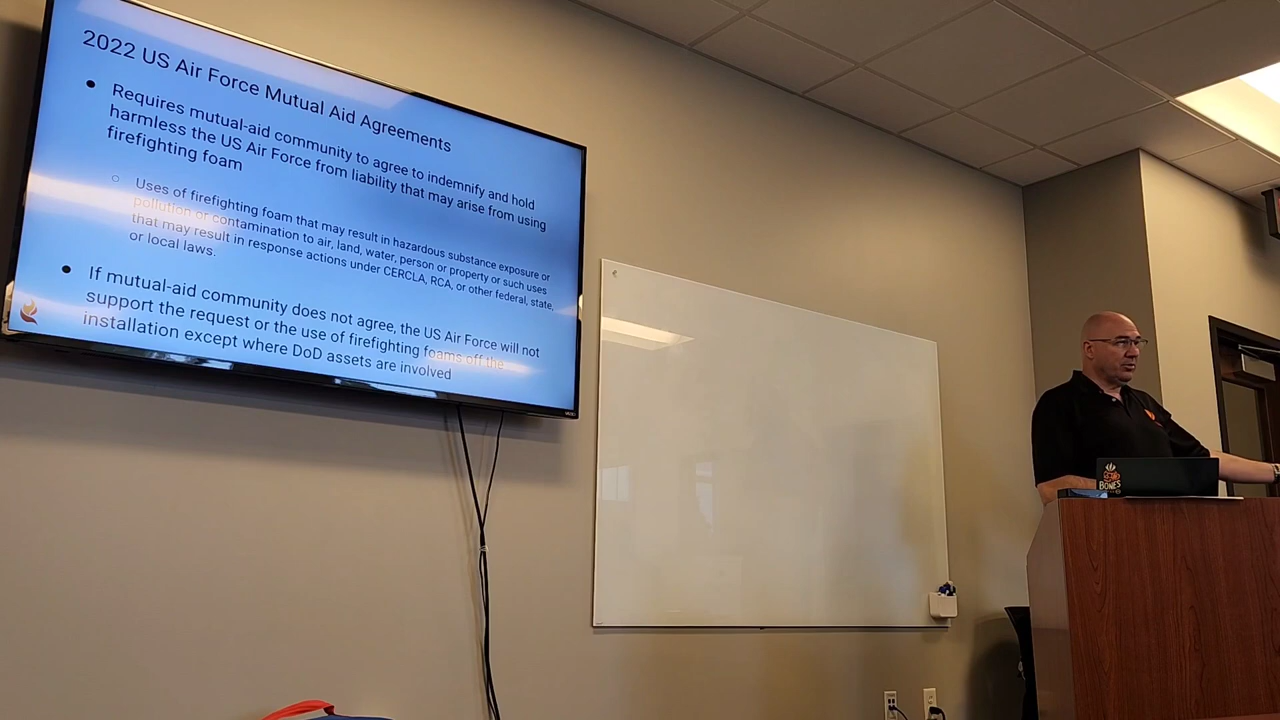 2022 US Air Force Mutual Aid Agreements
Requires mutual-aid community to agree to indemnify and hold
harmless the US Air Force from liability that may arise from using
firefighting foam
Uses of firefighting foam that may result in hazardous substance exposure or
pollution or contamination to air, land, water, person or property or such uses
that may result in response actions under CERCLA, RCA, or other federal, state,
or local laws.
If mutual-aid community does not agree, the US Air Force will not
support the request or the use of firefighting foams off the
installation except where DoD assets are involved
VIZIO
BONES